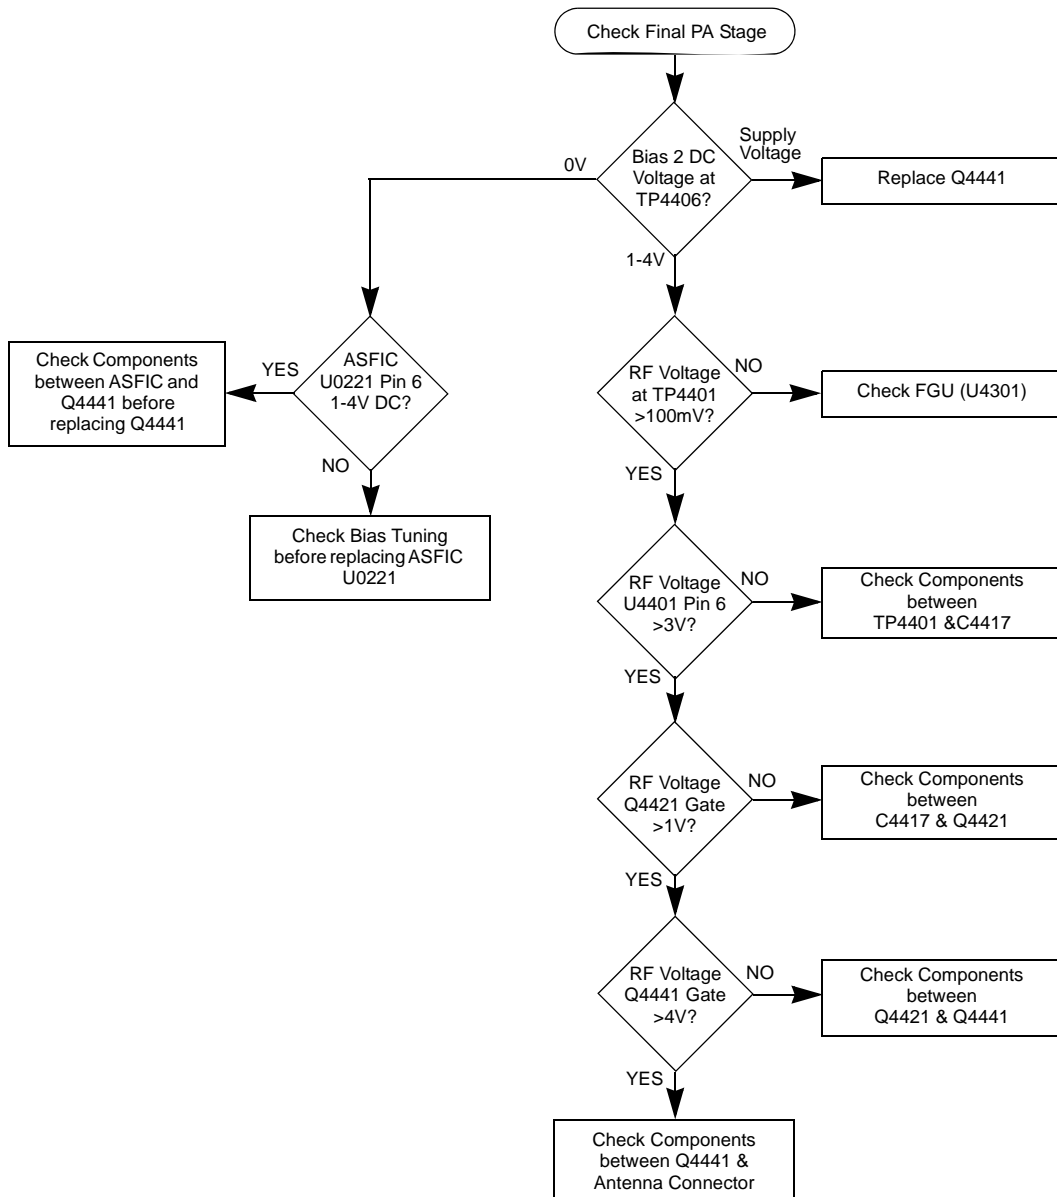 Check Final PA Stage
Bias 2 DC
Voltage at
TP4406?
0V
Supply
Voltage
Replace Q4441
1-4V
ASFIC
U0221 Pin 6
1-4V DC?
YES
Check Components
between ASFIC and
Q4441 before
replacing Q4441
NO
Check Bias Tuning
before replacing ASFIC
U0221
RF Voltage
at TP4401
>100mV?
NO
Check FGU (U4301)
YES
RF Voltage
U4401 Pin 6
>3V?
NO
Check Components
between
TP4401 &C4417
YES
RF Voltage
Q4421 Gate
>1V?
NO
Check Components
between
C4417 & Q4421
YES
RF Voltage
Q4441 Gate
>4V?
NO
Check Components
between
Q4421 & Q4441
YES
Check Components
between Q4441 &
Antenna Connector